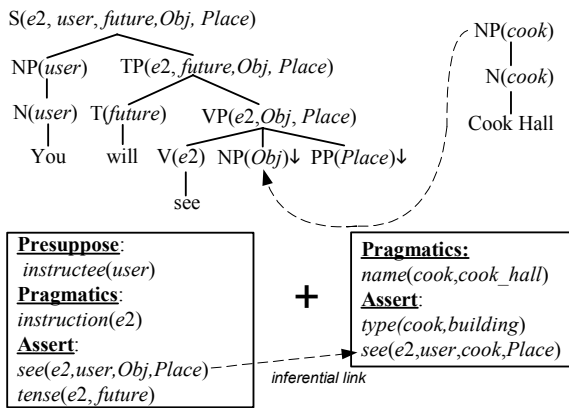 S(e2, user, future,Obj, Place)
NP(user) TP(e2, future,Obj, Place)
N(user) T(future) VP(e2,Obj, Place)
You will V(e2) NP(Obj)↓ PP(Place)↓
see
NP(cook)
N(cook)
Cook Hall
Presuppose:
instructee(user)
Pragmatics:
instruction(e2)
Assert:
see(e2,user,Obj,Place)
tense(e2, future)
+
inferential link
Pragmatics:
name(cook,cook_hall)
Assert:
type(cook,building)
see(e2,user,cook,Place)